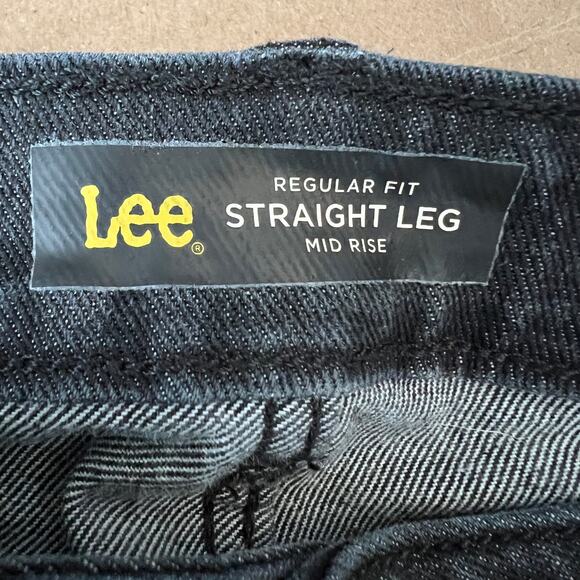 Lee®
REGULAR FIT
STRAIGHT LEG
MID RISE